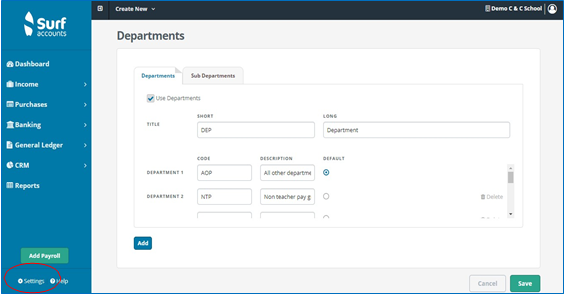 Surf
accounts
Create New
Demo C & C School
Dashboard
Income
Purchases
Banking
General Ledger
CRM
Reports
Add Payroll
Settings
Help
Departments
Departments
Sub Departments
Use Departments
SHORT
LONG
TITLE
DEP
Department
CODE
DESCRIPTION
DEFAULT
DEPARTMENT 1
AOP
All other departme
DEPARTMENT 2
NTP
Non teacher pay g
Delete
Add
Cancel
Save